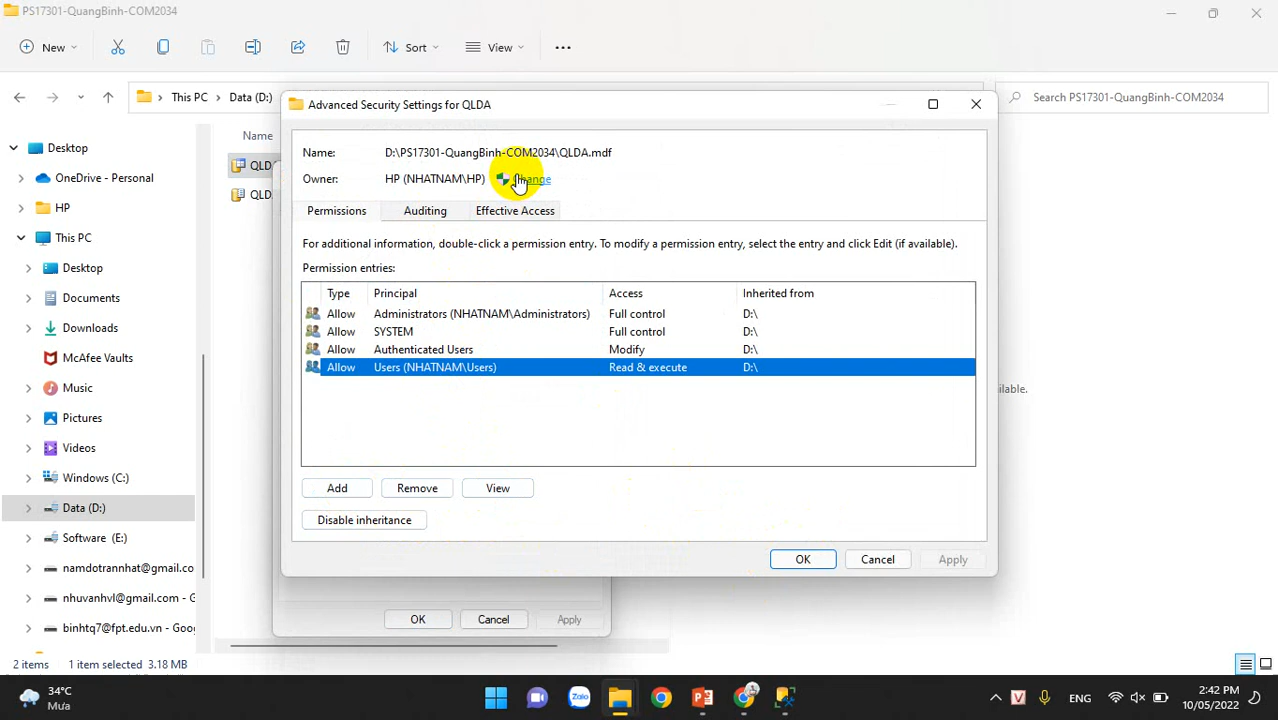 PS17301-QuangBinh-COM2034
New
Sort
View
This PC
Data (D:)
Search PS17301-QuangBinh-COM2034
Desktop
OneDrive - Personal
HP
This PC
Desktop
Documents
Downloads
McAfee Vaults
Music
Pictures
Videos
Windows (C:)
Data (D:)
Software (E:)
namdotrannhat@gmail.co
nhuvanhvl@gmail.com - G
binhtq7@fpt.edu.vn - Goo
Name
QLD
QLD
Advanced Security Settings for QLDA
Name: D:\PS17301-QuangBinh-COM2034\QLDA.mdf
Owner: HP (NHATNAM\HP) Change
Permissions Auditing Effective Access
For additional information, double-click a permission entry. To modify a permission entry, select the entry and click Edit (if available).
Permission entries:
Type Principal Access Inherited from
Allow Administrators (NHATNAM\Administrators) Full control D:\
Allow SYSTEM Full control D:\
Allow Authenticated Users Modify D:\
Allow Users (NHATNAM\Users) Read & execute D:\
Add Remove View
Disable inheritance
OK Cancel Apply
ilable.
OK Cancel Apply
2 items 1 item selected 3.18 MB
34°C
Mưa
Zalo
ENG
2:42 PM
10/05/2022